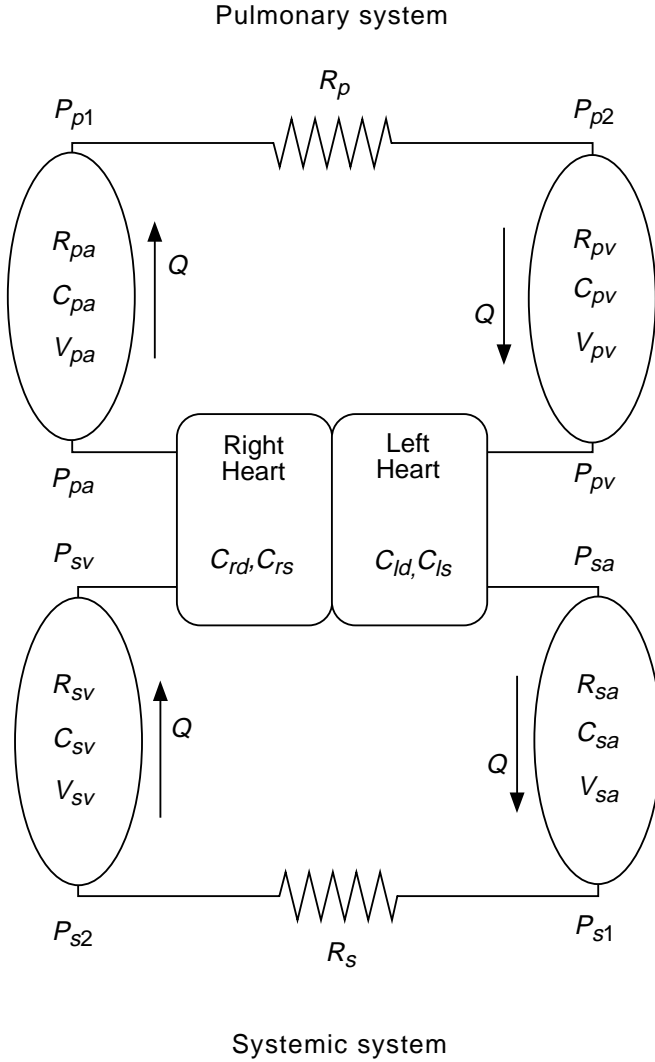 Pulmonary system
R_p
P_p1
P_p2
R_pa
C_pa
V_pa
Q
R_pv
C_pv
V_pv
Q
Right
Heart
Left
Heart
P_pa
P_pv
P_sv
C_rd,C_rs
C_ld,C_ls
P_sa
R_sv
C_sv
V_sv
Q
R_sa
C_sa
V_sa
Q
P_s2
P_s1
R_s
Systemic system